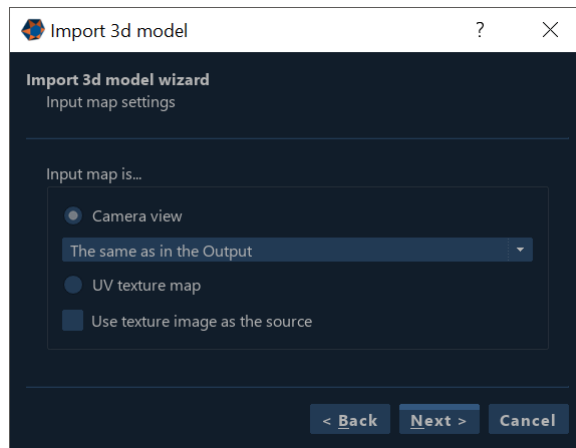 Import 3d model
?
Import 3d model wizard
Input map settings
Input map is...
Camera view
The same as in the Output
UV texture map
Use texture image as the source
< Back Next > Cancel